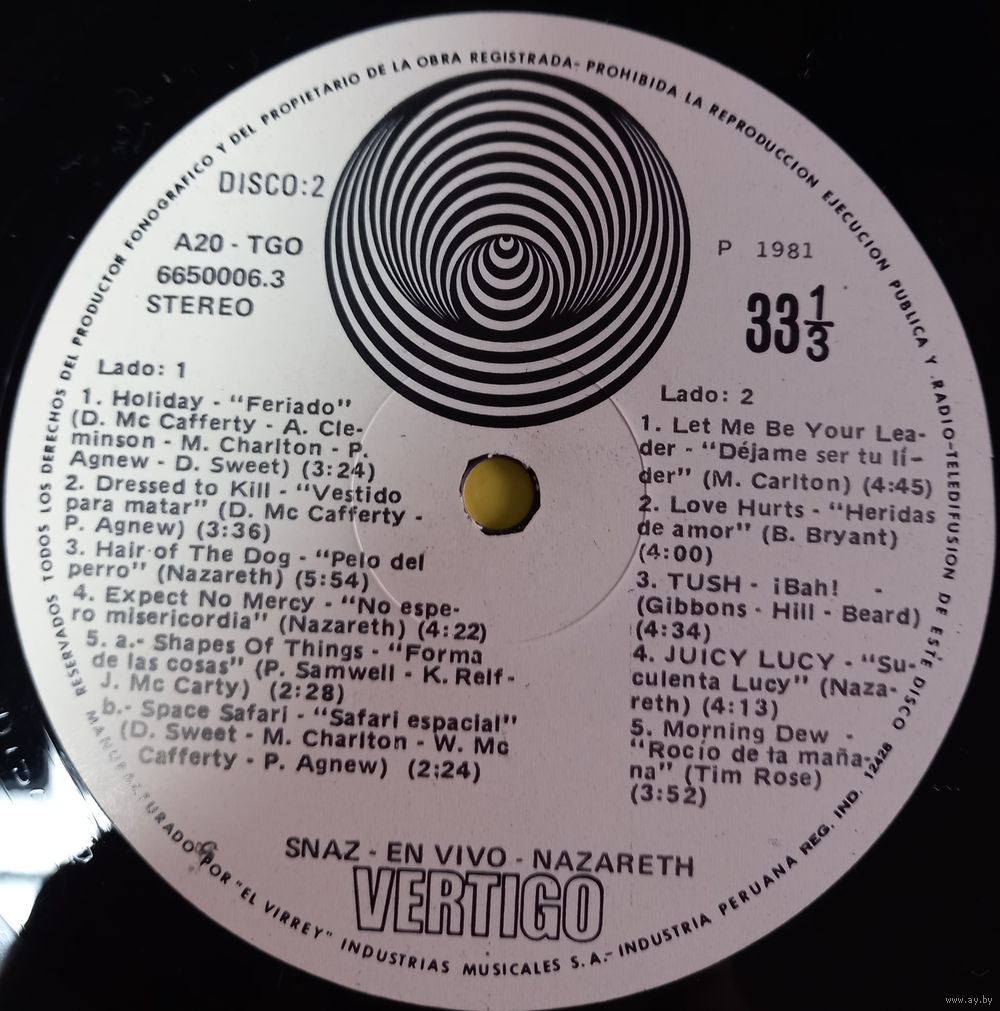 RESERVADOS TODOS LOS DERECHOS DEL PRODUCTOR FONOGRAFICO Y DEL PROPIETARIO DE LA OBRA REGISTRADA- PROHIBIDA LA REPRODUCCION EJECUCION PUBLICA Y RADIO-TELEDIFUSION DE ESTE DISCO
DISCO:2
A20 - TGO
6650006.3
STEREO
P 1981
33 1/3
Lado: 1
1. Holiday - "Feriado"
(D. Mc Cafferty - A. Cle-
minson - M. Charlton - P.
Agnew - D. Sweet) (3:24)
2. Dressed to Kill - "Vestido
para matar" (D. Mc Cafferty -
P. Agnew) (3:36)
3. Hair of The Dog - "Pelo del
perro" (Nazareth) (5:54)
4. Expect No Mercy - "No espe-
ro misericordia" (Nazareth) (4:22)
5. a.- Shapes Of Things - "Forma
de las cosas" (P. Samwell - K. Relf -
J. Mc Carty) (2:28)
b.- Space Safari - "Safari espacial"
(D. Sweet - M. Charlton - W. Mc
Cafferty - P. Agnew) (2:24)
Lado: 2
1. Let Me Be Your Lea-
der - "Déjame ser tu lí-
der" (M. Carlton) (4:45)
2. Love Hurts - "Heridas
de amor" (B. Bryant)
(4:00)
3. TUSH - ¡Bah! -
(Gibbons - Hill - Beard)
(4:34)
4. JUICY LUCY - "Su-
culenta Lucy" (Naza-
reth) (4:13)
5. Morning Dew -
"Rocío de la maña-
na" (Tim Rose)
(3:52)
SNAZ - EN VIVO - NAZARETH
VERTIGO
MANUFACTURADO POR "EL VIRREY" INDUSTRIAS MUSICALES S.A.- INDUSTRIA PERUANA REG. IND. 12428
www.ay.by